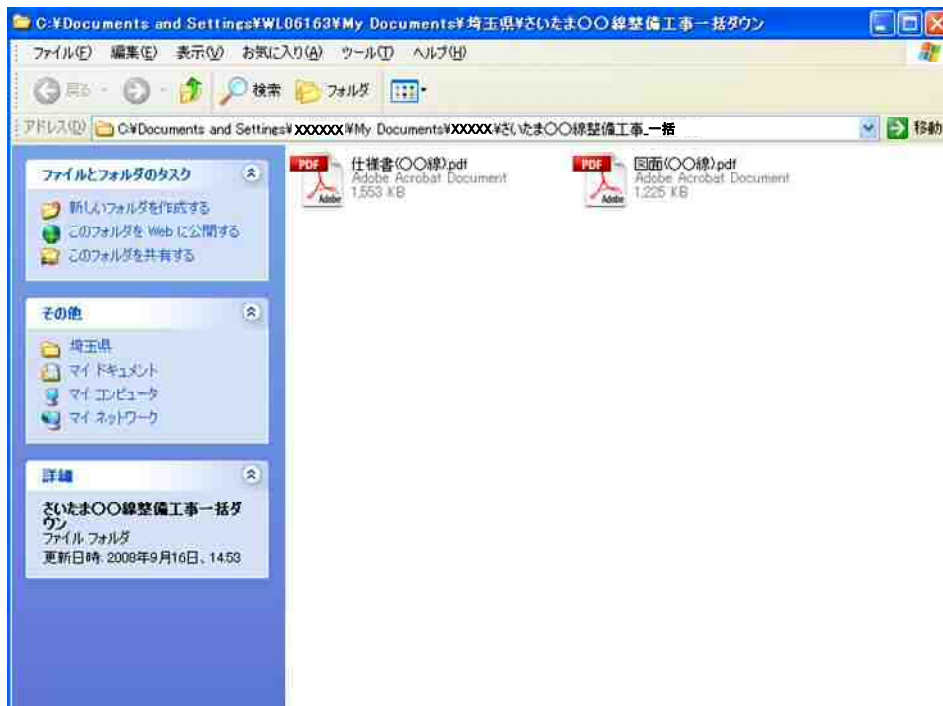 C:¥Documents and Settings¥WL06163¥My Documents¥埼玉県¥さいたま〇〇線整備工事一括ダウン
ファイル(F) 編集(E) 表示(V) お気に入り(A) ツール(T) ヘルプ(H)
戻る 検索 フォルダ
アドレス(D) C:¥Documents and Settings¥XXXXXX¥My Documents¥XXXXX¥さいたま〇〇線整備工事_一括 移動
ファイルとフォルダのタスク
新しいフォルダを作成する
このフォルダを Web に公開する
このフォルダを共有する
その他
埼玉県
マイ ドキュメント
マイ コンピュータ
マイ ネットワーク
詳細
さいたま〇〇線整備工事一括ダ
ウン
ファイル フォルダ
更新日時: 2008年9月16日、14:53
PDF
Adobe
仕様書(〇〇線).pdf
Adobe Acrobat Document
1,553 KB
PDF
Adobe
図面(〇〇線).pdf
Adobe Acrobat Document
1,225 KB